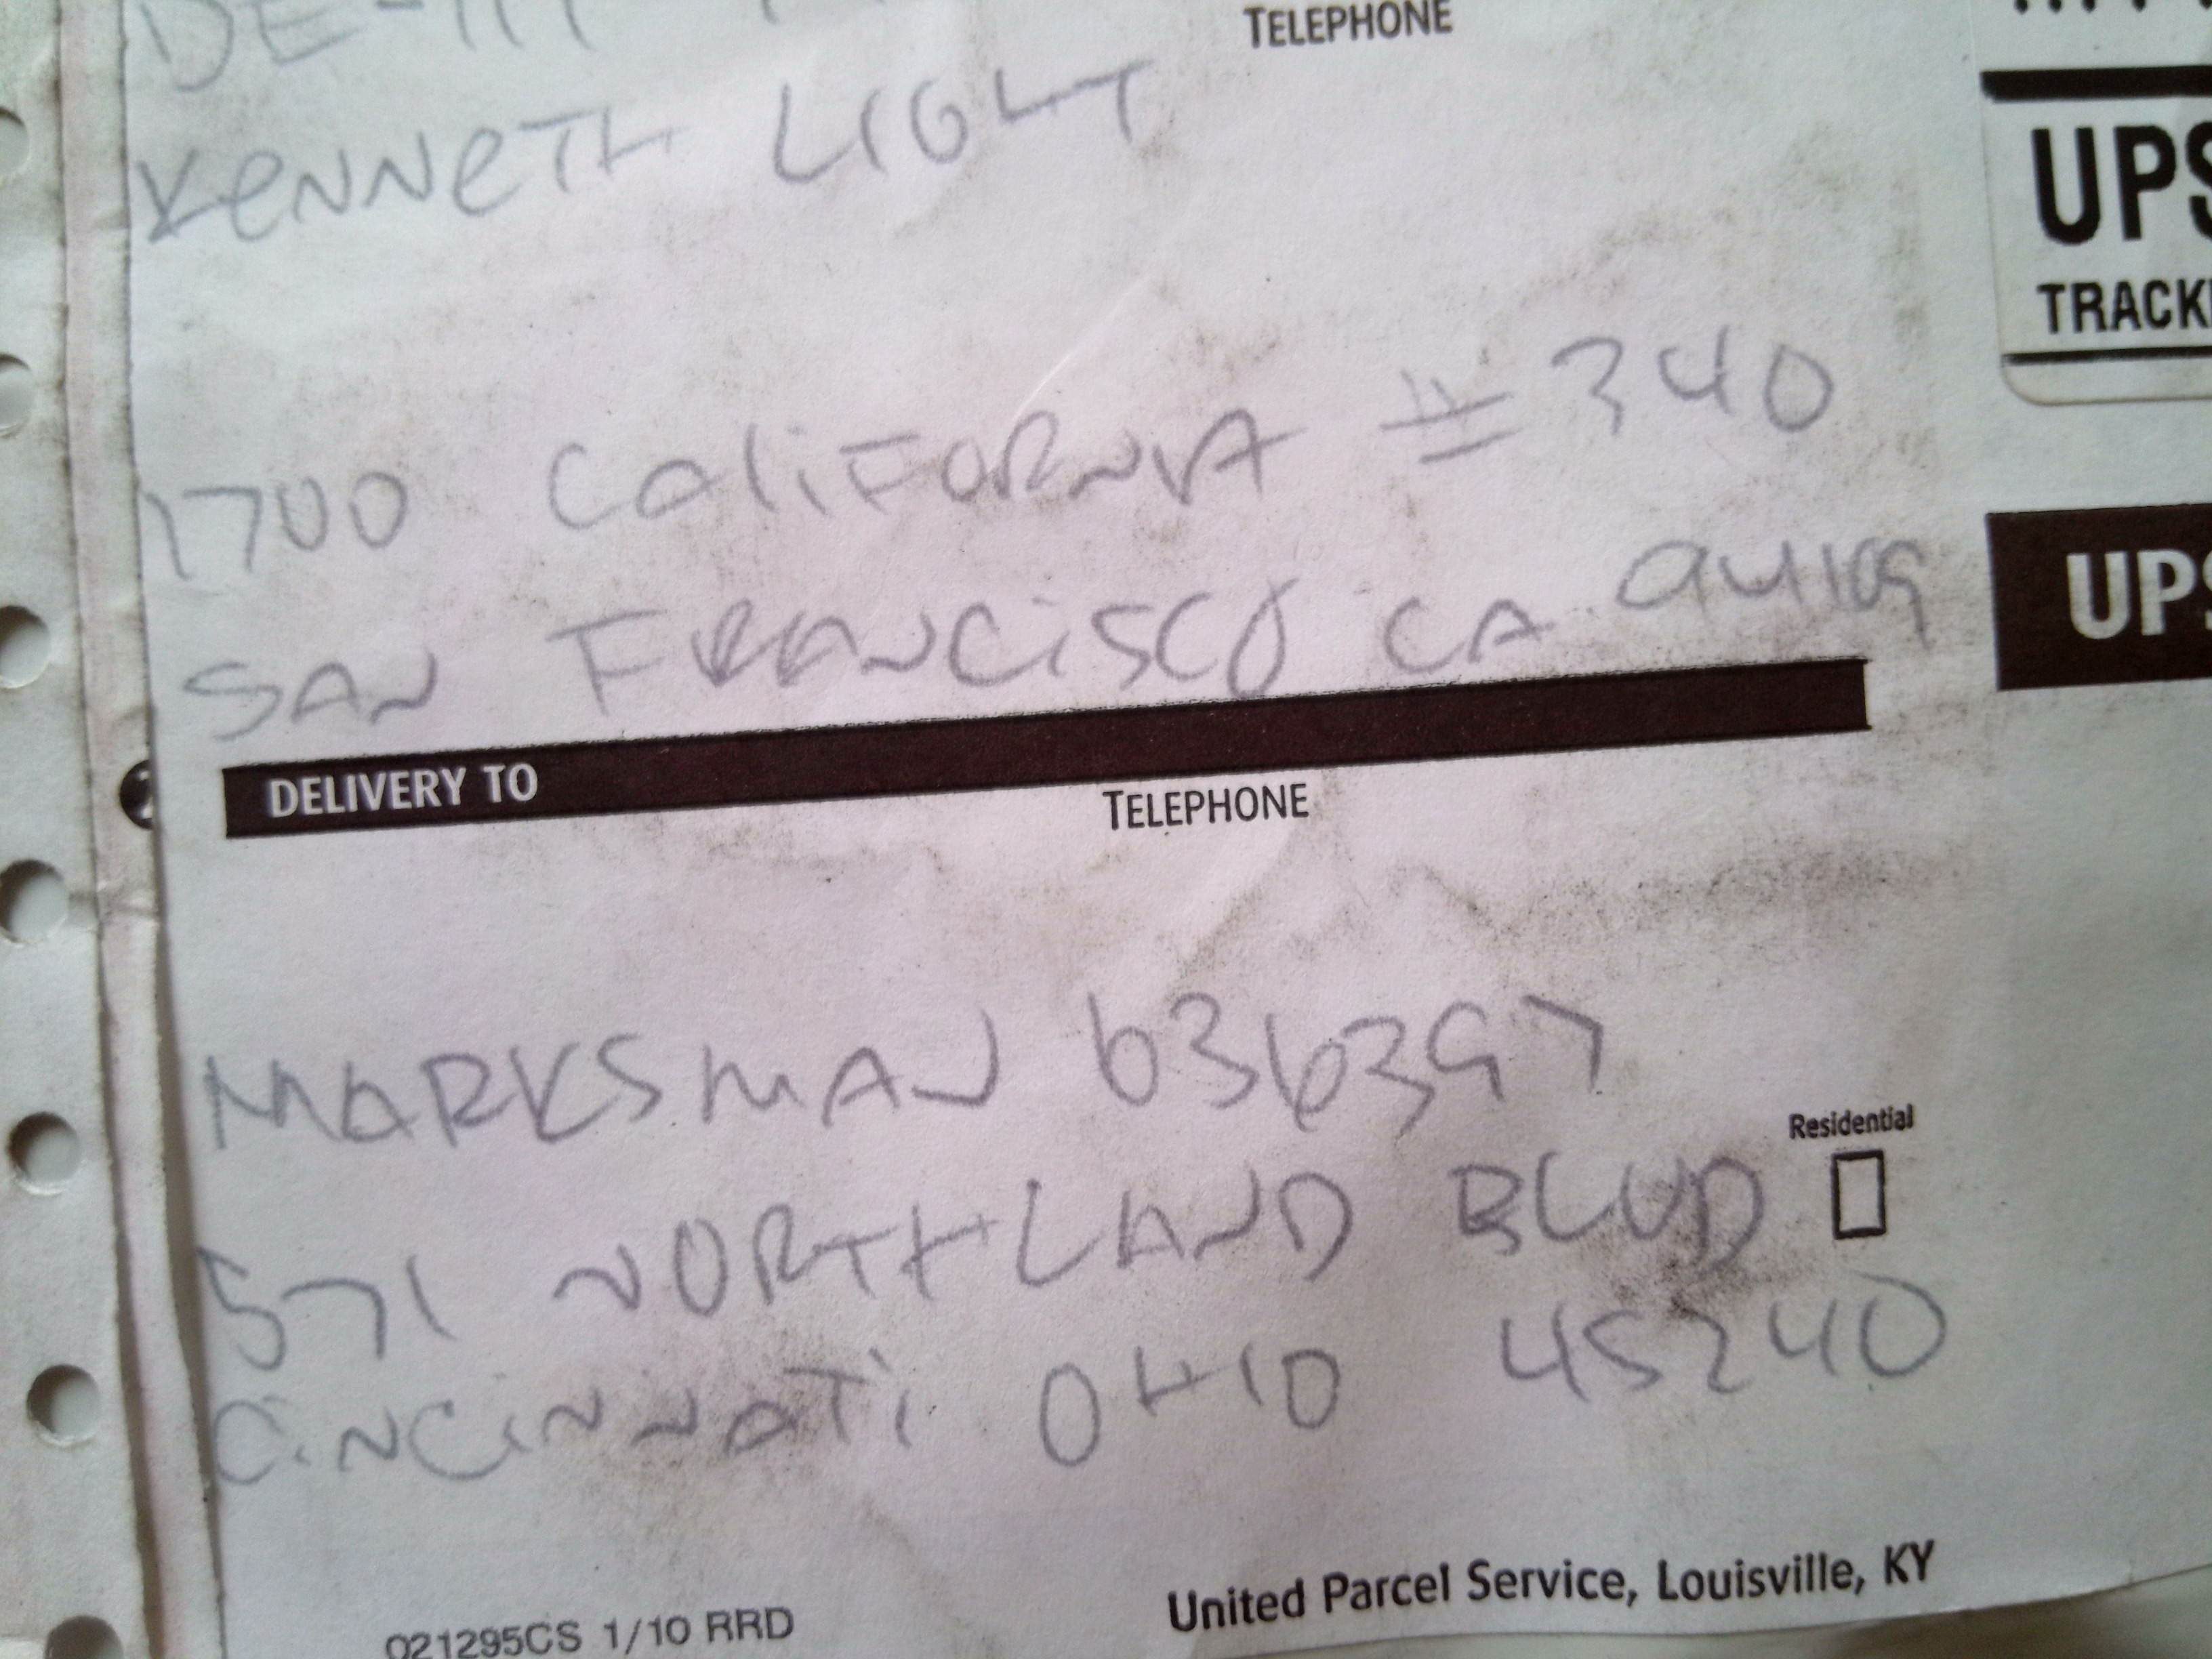 TELEPHONE
KENNETH LIGHT
UPS
TRACKI
1700 CALIFORNIA # 340
SAN FRANCISCO CA 94109
UPS
DELIVERY TO
TELEPHONE
MARKSMAN 636397
Residential
571 NORTHLAND BLVD
CINCINNATI OHIO 45240
United Parcel Service, Louisville, KY
021295CS 1/10 RRD